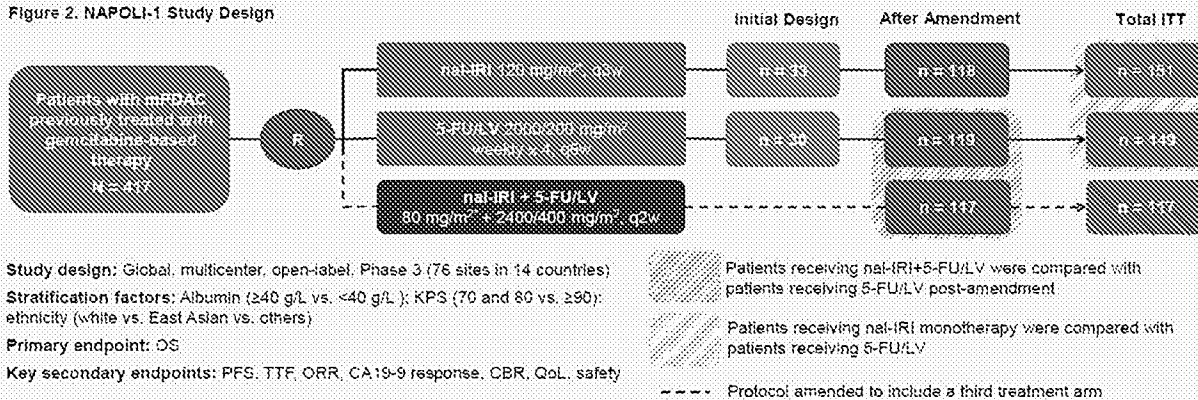 Figure 2. NAPOLI-1 Study Design
Initial Design
After Amendment
Total ITT
Patients with mPDAC
previously treated with
gemcitabine-based
therapy
N = 417
R
nal-IRI 120 mg/m², q3w
n = 33
n = 118
n = 151
5-FU/LV 2000/200 mg/m²
weekly x 4, q6w
n = 30
n = 119
n = 149
nal-IRI + 5-FU/LV
80 mg/m² + 2400/400 mg/m², q2w
n = 117
n = 117
Study design: Global, multicenter, open-label, Phase 3 (76 sites in 14 countries)
Stratification factors: Albumin (≥40 g/L vs. <40 g/L ); KPS (70 and 80 vs. ≥90);
ethnicity (white vs. East Asian vs. others)
Primary endpoint: OS
Key secondary endpoints: PFS, TTF, ORR, CA19-9 response, CBR, QoL, safety
Patients receiving nal-IRI+5-FU/LV were compared with
patients receiving 5-FU/LV post-amendment
Patients receiving nal-IRI monotherapy were compared with
patients receiving 5-FU/LV
Protocol amended to include a third treatment arm